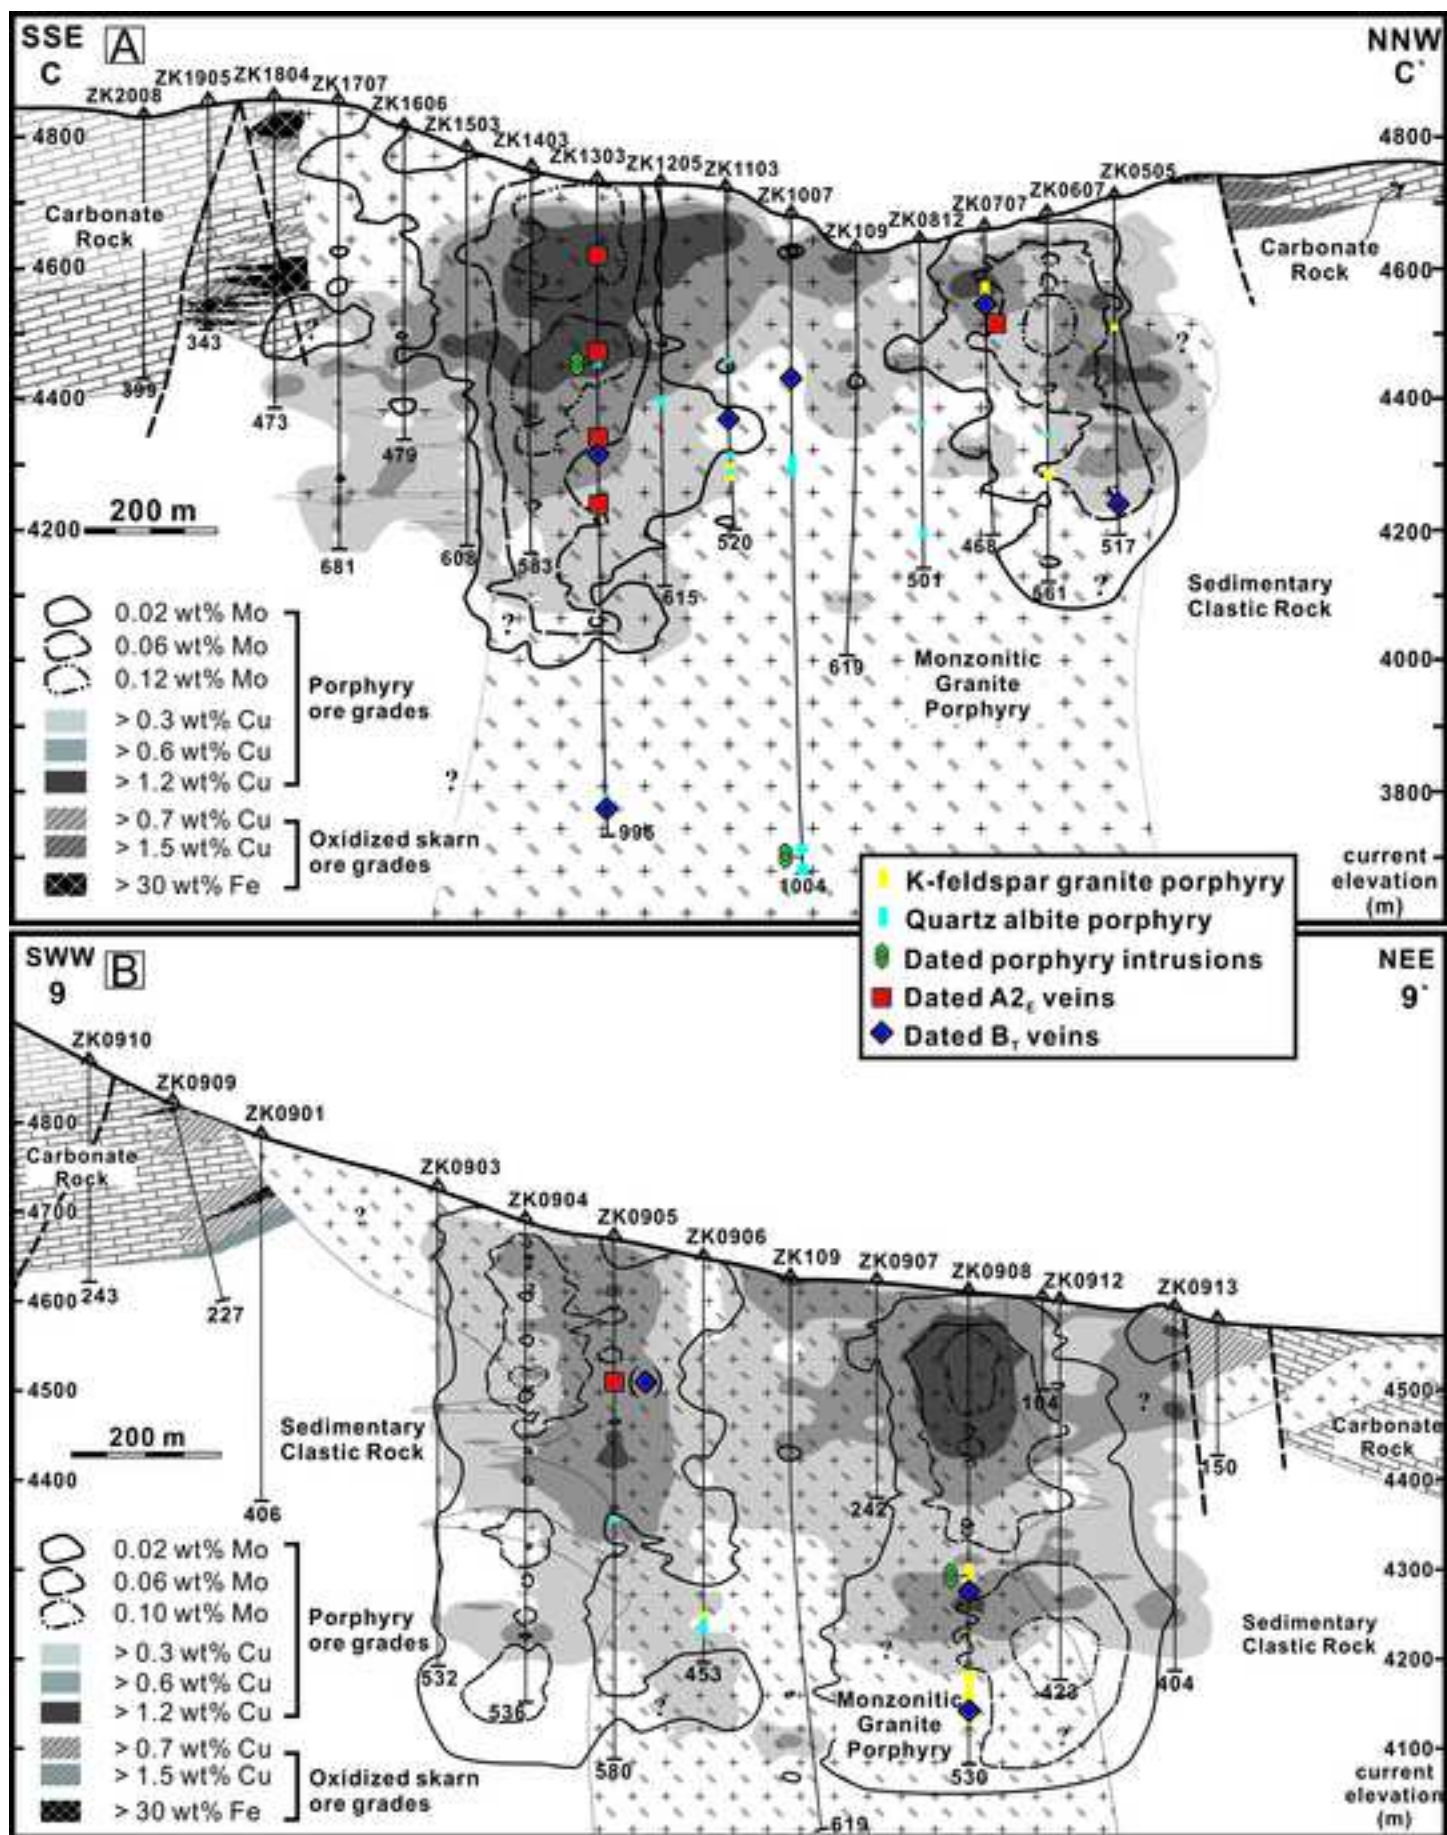 SSE
C
A
NNW
C`
ZK2008
ZK1905
ZK1804
ZK1707
ZK1606
ZK1503
ZK1403
ZK1303
ZK1205
ZK1103
ZK1007
ZK109
ZK0812
ZK0707
ZK0607
ZK0505
4800
4800
Carbonate
Rock
Carbonate
Rock
?
4600
4600
?
?
343
399
4400
4400
473
479
200 m
4200
4200
681
608
583
615
520
501
468
561
517
?
?
Sedimentary
Clastic Rock
619
4000
Monzonitic
Granite
Porphyry
?
3800
996
1004
current
elevation
(m)
0.02 wt% Mo
0.06 wt% Mo
0.12 wt% Mo
> 0.3 wt% Cu
> 0.6 wt% Cu
> 1.2 wt% Cu
Porphyry
ore grades
> 0.7 wt% Cu
> 1.5 wt% Cu
> 30 wt% Fe
Oxidized skarn
ore grades
K-feldspar granite porphyry
Quartz albite porphyry
Dated porphyry intrusions
Dated A2E veins
Dated BT veins
SWW
9
B
NEE
9`
ZK0910
ZK0909
ZK0901
ZK0903
ZK0904
ZK0905
ZK0906
ZK109
ZK0907
ZK0908
ZK0912
ZK0913
4800
Carbonate
Rock
4700
?
4600
243
227
4500
4500
104
?
Carbonate
Rock
Sedimentary
Clastic Rock
200 m
4400
4400
150
406
242
4300
Sedimentary
Clastic Rock
4200
532
536
453
428
404
?
?
?
Monzonitic
Granite
Porphyry
4100
580
530
619
current
elevation
(m)
0.02 wt% Mo
0.06 wt% Mo
0.10 wt% Mo
> 0.3 wt% Cu
> 0.6 wt% Cu
> 1.2 wt% Cu
Porphyry
ore grades
> 0.7 wt% Cu
> 1.5 wt% Cu
> 30 wt% Fe
Oxidized skarn
ore grades